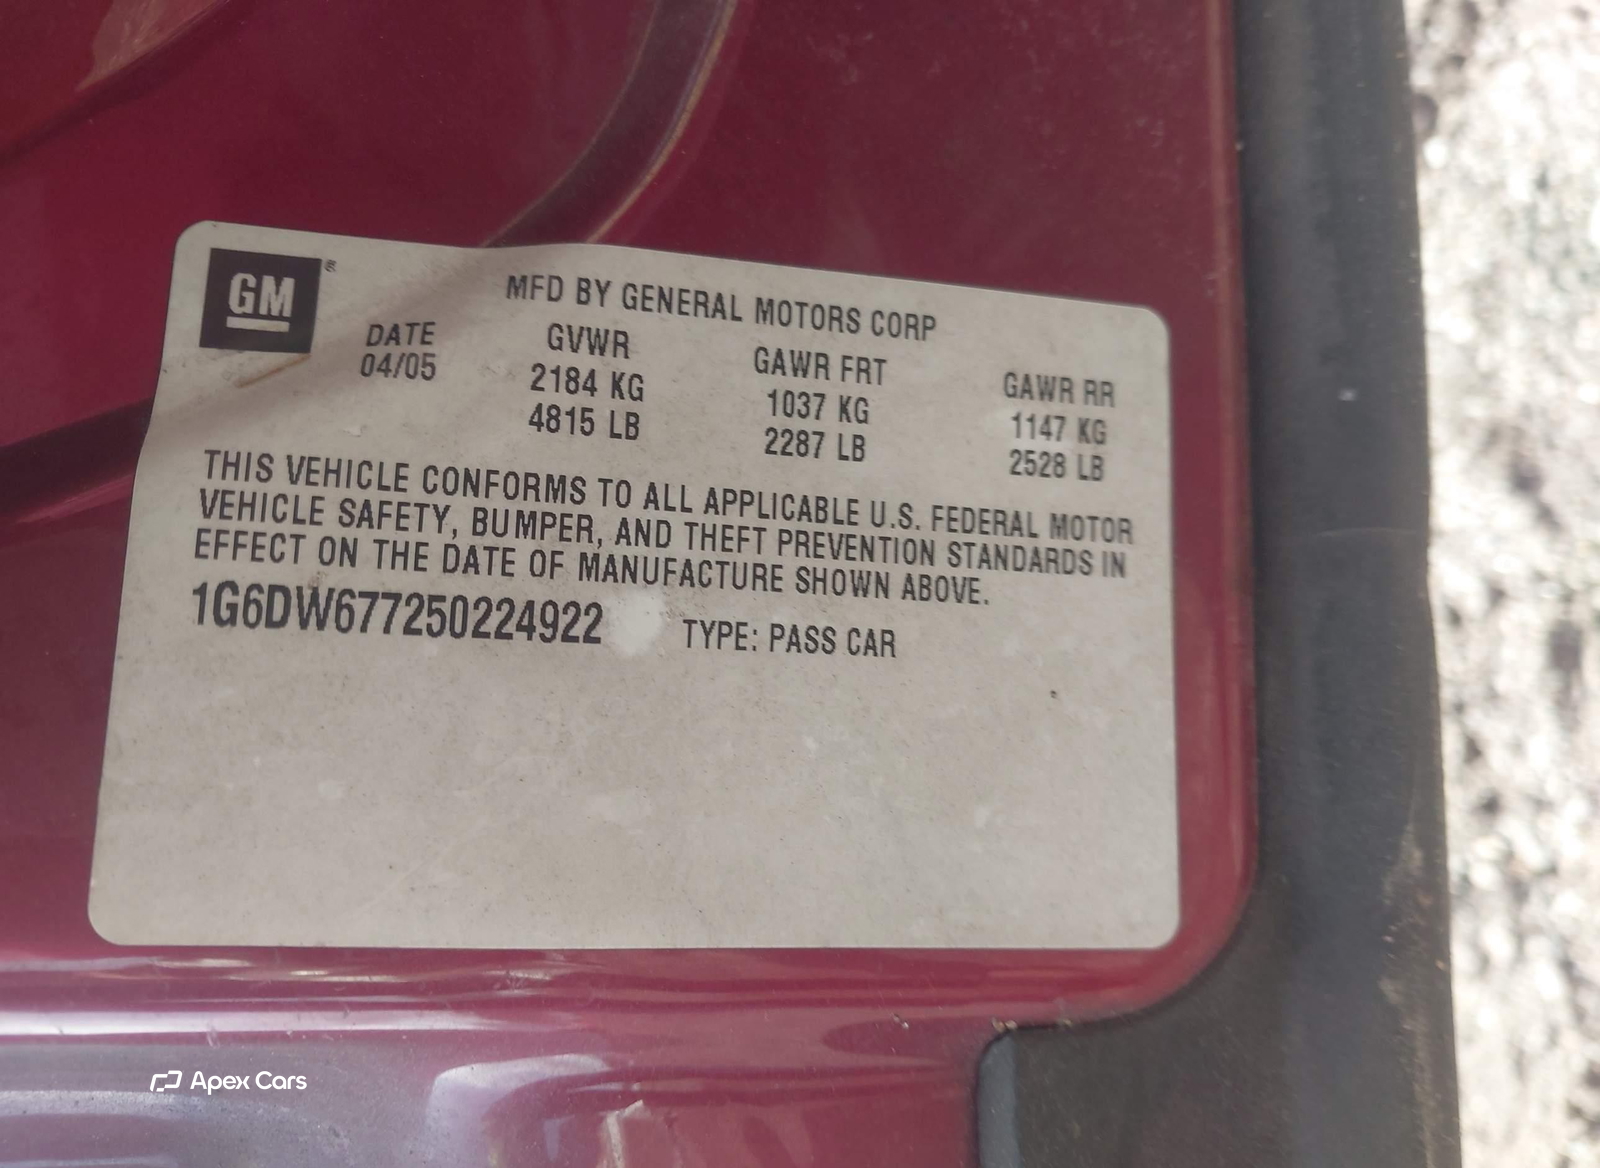 GM ®
MFD BY GENERAL MOTORS CORP
DATE GVWR GAWR FRT GAWR RR
04/05 2184 KG 1037 KG 1147 KG
4815 LB 2287 LB 2528 LB
THIS VEHICLE CONFORMS TO ALL APPLICABLE U.S. FEDERAL MOTOR
VEHICLE SAFETY, BUMPER, AND THEFT PREVENTION STANDARDS IN
EFFECT ON THE DATE OF MANUFACTURE SHOWN ABOVE.
1G6DW677250224922 TYPE: PASS CAR
Apex Cars